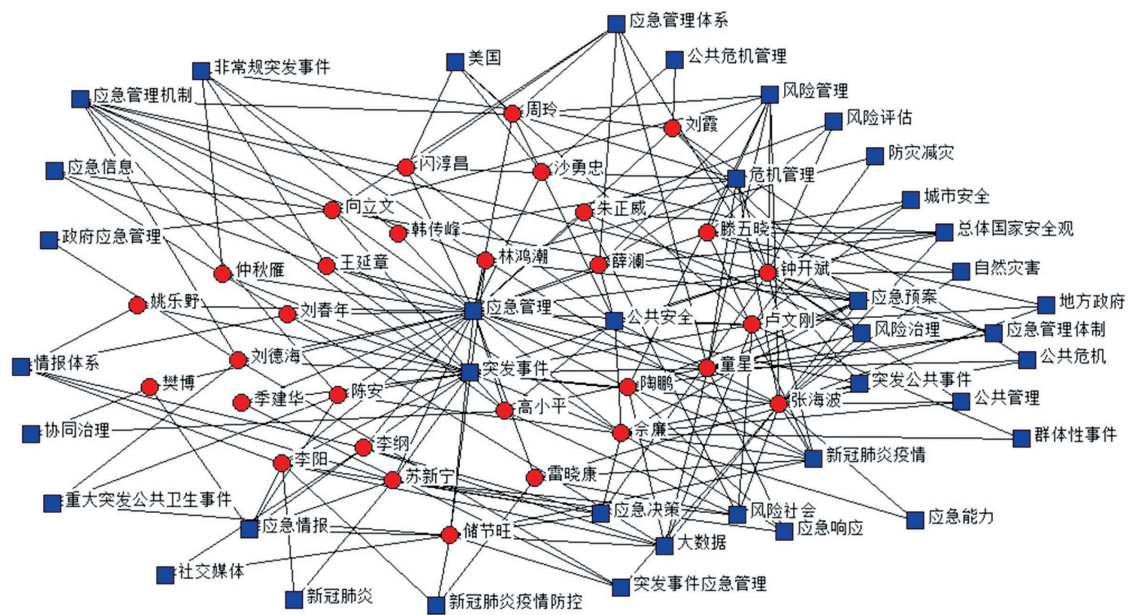 应急管理体系
美国
公共危机管理
非常规突发事件
应急管理机制
风险管理
周玲
刘霞
风险评估
防灾减灾
闪淳昌
沙勇忠
应急信息
危机管理
城市安全
向立文
朱正威
韩传峰
滕五晓
总体国家安全观
政府应急管理
林鸿潮
薛澜
仲秋雁
王延章
钟开斌
自然灾害
姚乐野
应急预案
地方政府
刘春年
应急管理
公共安全
卢文刚
风险治理
应急管理体制
刘德海
公共危机
情报体系
突发事件
童星
樊博
陶鹏
突发公共事件
季建华
陈安
张海波
公共管理
高小平
协同治理
佘廉
群体性事件
李纲
新冠肺炎疫情
李阳
苏新宁
雷晓康
重大突发公共卫生事件
应急决策
风险社会
应急能力
应急情报
应急响应
储节旺
大数据
社交媒体
突发事件应急管理
新冠肺炎
新冠肺炎疫情防控